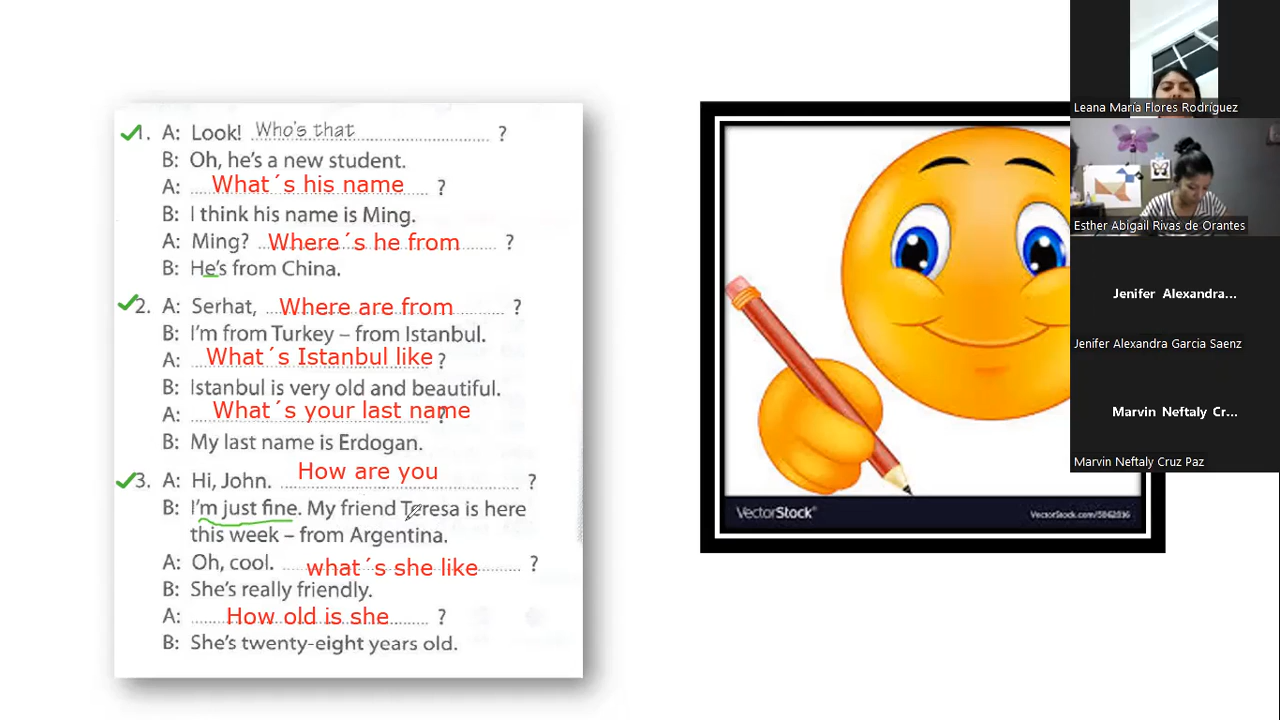 1. A: Look! Who's that ?
B: Oh, he's a new student.
A: What´s his name ?
B: I think his name is Ming.
A: Ming? Where´s he from ?
B: He's from China.
2. A: Serhat, Where are from ?
B: I'm from Turkey – from Istanbul.
A: What´s Istanbul like ?
B: Istanbul is very old and beautiful.
A: What´s your last name ?
B: My last name is Erdogan.
3. A: Hi, John. How are you ?
B: I'm just fine. My friend Teresa is here
this week – from Argentina.
A: Oh, cool. what´s she like ?
B: She's really friendly.
A: How old is she ?
B: She's twenty-eight years old.
VectorStock®
VectorStock.com/5862836
Leana María Flores Rodríguez
Esther Abigail Rivas de Orantes
Jenifer Alexandra...
Jenifer Alexandra Garcia Saenz
Marvin Neftaly Cr...
Marvin Neftaly Cruz Paz